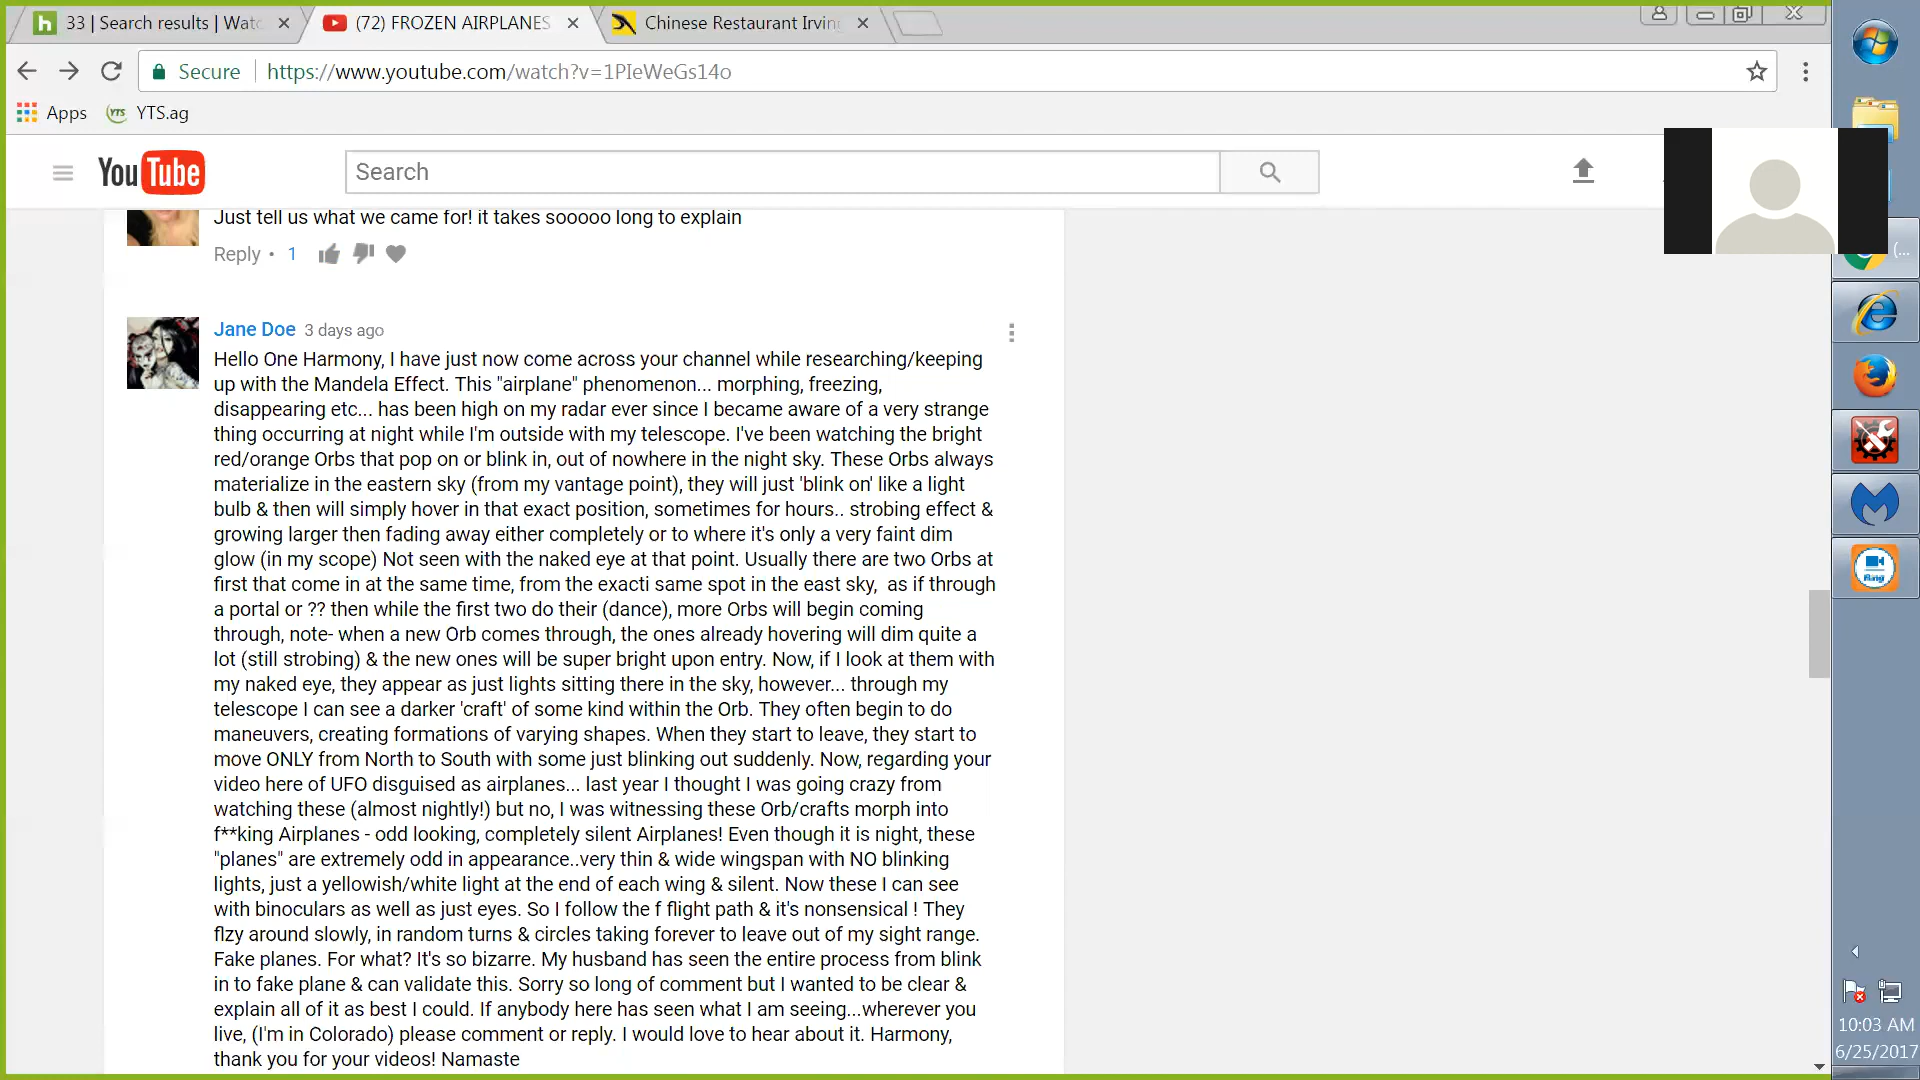 33 | Search results | Watc
(72) FROZEN AIRPLANES
Chinese Restaurant Irving
Secure https://www.youtube.com/watch?v=1PIeWeGs14o
Apps YTS YTS.ag
YouTube
Search
(...
Just tell us what we came for! it takes sooooo long to explain
Reply • 1
Jane Doe 3 days ago
Hello One Harmony, I have just now come across your channel while researching/keeping
up with the Mandela Effect. This "airplane" phenomenon... morphing, freezing,
disappearing etc... has been high on my radar ever since I became aware of a very strange
thing occurring at night while I'm outside with my telescope. I've been watching the bright
red/orange Orbs that pop on or blink in, out of nowhere in the night sky. These Orbs always
materialize in the eastern sky (from my vantage point), they will just 'blink on' like a light
bulb & then will simply hover in that exact position, sometimes for hours.. strobing effect &
growing larger then fading away either completely or to where it's only a very faint dim
glow (in my scope) Not seen with the naked eye at that point. Usually there are two Orbs at
first that come in at the same time, from the exacti same spot in the east sky,  as if through
a portal or ?? then while the first two do their (dance), more Orbs will begin coming
through, note- when a new Orb comes through, the ones already hovering will dim quite a
lot (still strobing) & the new ones will be super bright upon entry. Now, if I look at them with
my naked eye, they appear as just lights sitting there in the sky, however... through my
telescope I can see a darker 'craft' of some kind within the Orb. They often begin to do
maneuvers, creating formations of varying shapes. When they start to leave, they start to
move ONLY from North to South with some just blinking out suddenly. Now, regarding your
video here of UFO disguised as airplanes... last year I thought I was going crazy from
watching these (almost nightly!) but no, I was witnessing these Orb/crafts morph into
f**king Airplanes - odd looking, completely silent Airplanes! Even though it is night, these
"planes" are extremely odd in appearance..very thin & wide wingspan with NO blinking
lights, just a yellowish/white light at the end of each wing & silent. Now these I can see
with binoculars as well as just eyes. So I follow the f flight path & it's nonsensical ! They
flzy around slowly, in random turns & circles taking forever to leave out of my sight range.
Fake planes. For what? It's so bizarre. My husband has seen the entire process from blink
in to fake plane & can validate this. Sorry so long of comment but I wanted to be clear &
explain all of it as best I could. If anybody here has seen what I am seeing...wherever you
live, (I'm in Colorado) please comment or reply. I would love to hear about it. Harmony,
thank you for your videos! Namaste
10:03 AM
6/25/2017